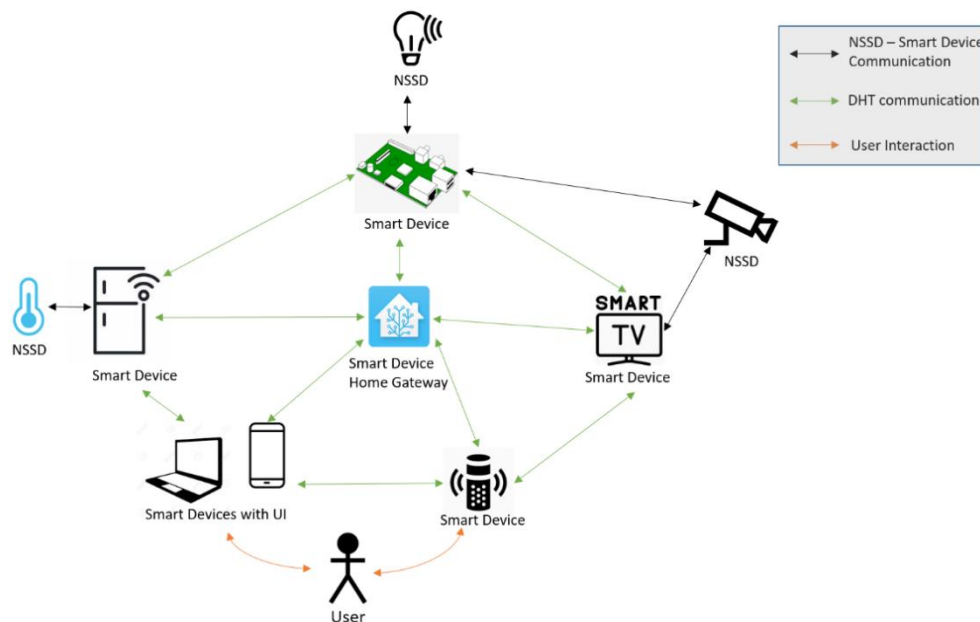 NSSD – Smart Device
Communication
DHT communication
User Interaction
NSSD
Smart Device
NSSD
NSSD
Smart Device
Smart Device
Home Gateway
SMART
TV
Smart Device
Smart Devices with UI
Smart Device
User